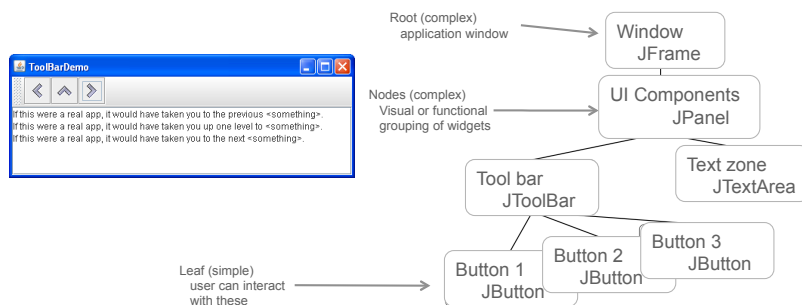 Root (complex)
application window
Window
JFrame
ToolBarDemo
If this were a real app, it would have taken you to the previous <something>.
If this were a real app, it would have taken you up one level to <something>.
If this were a real app, it would have taken you to the next <something>.
Nodes (complex)
Visual or functional
grouping of widgets
UI Components
JPanel
Tool bar
JToolBar
Text zone
JTextArea
Leaf (simple)
user can interact
with these
Button 1
JButton
Button 2
JButton
Button 3
JButton